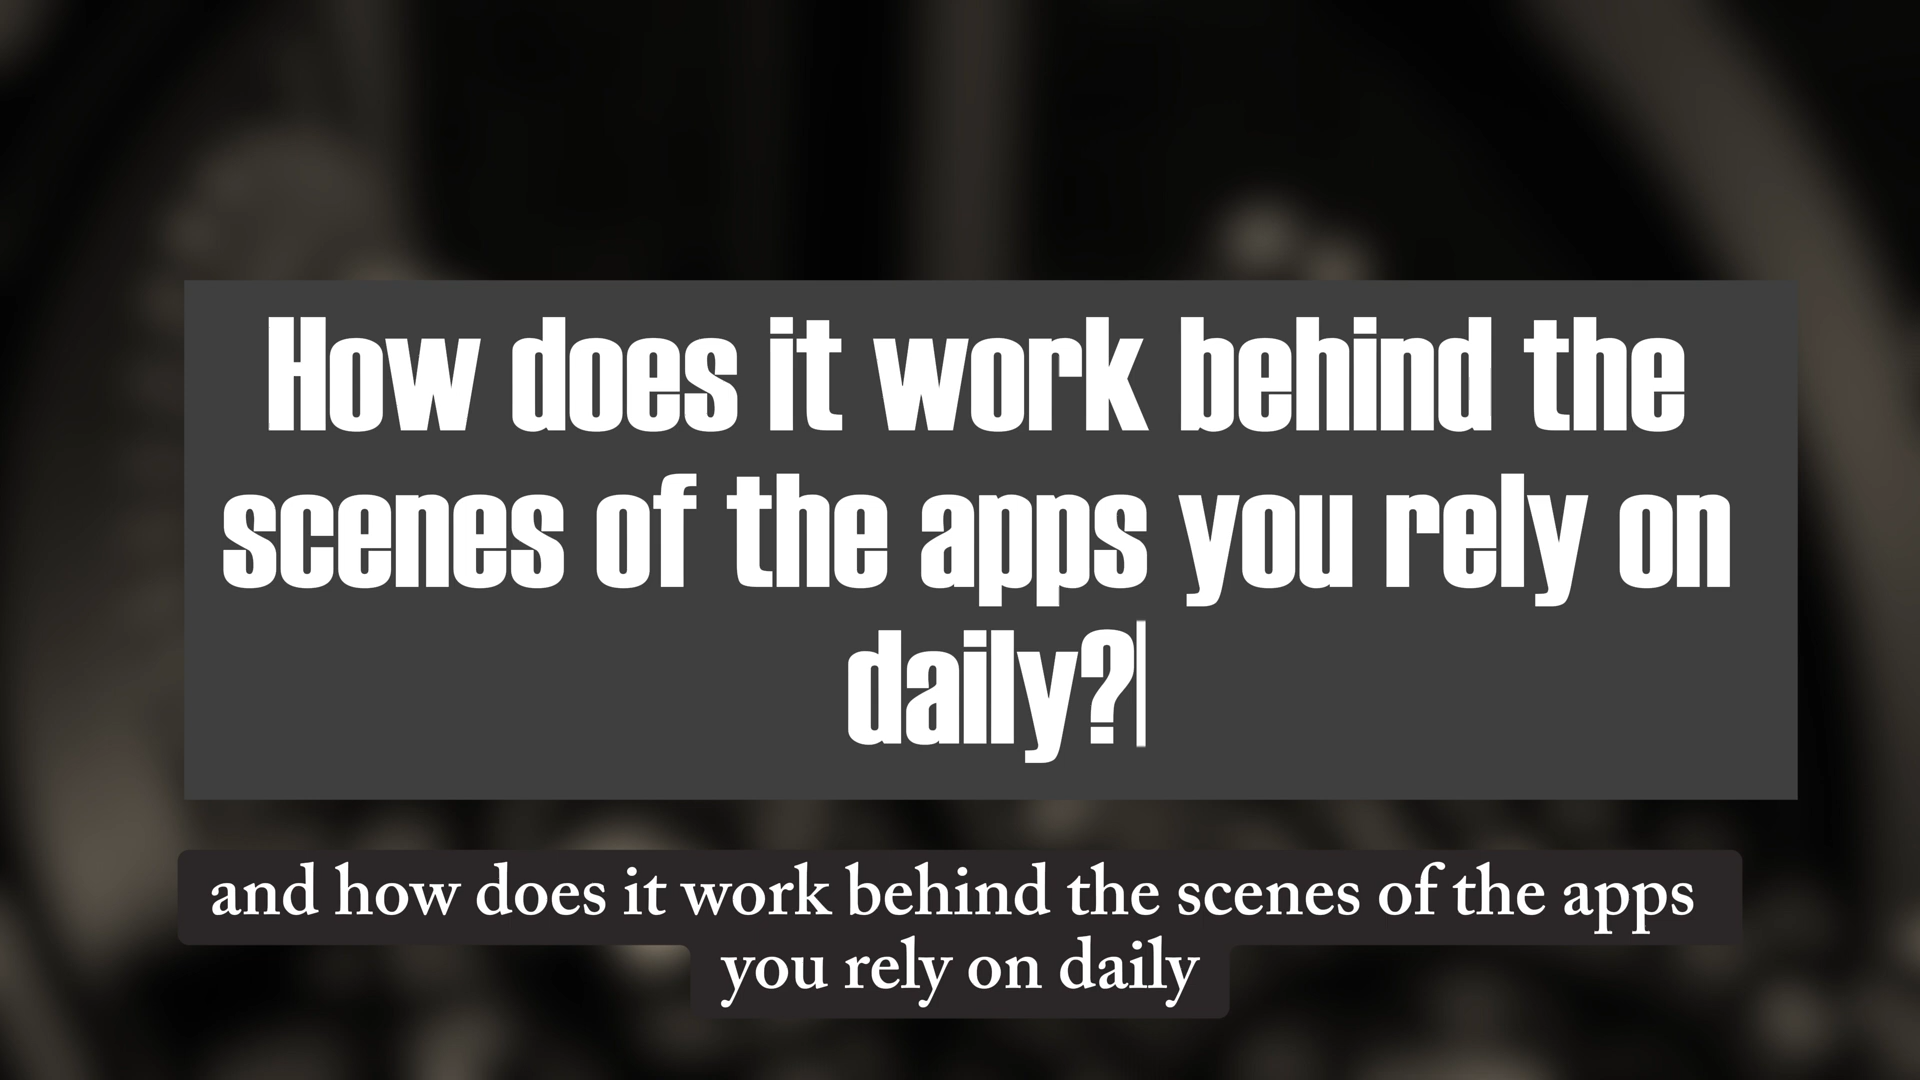 How does it work behind the
scenes of the apps you rely on
daily?
and how does it work behind the scenes of the apps
you rely on daily